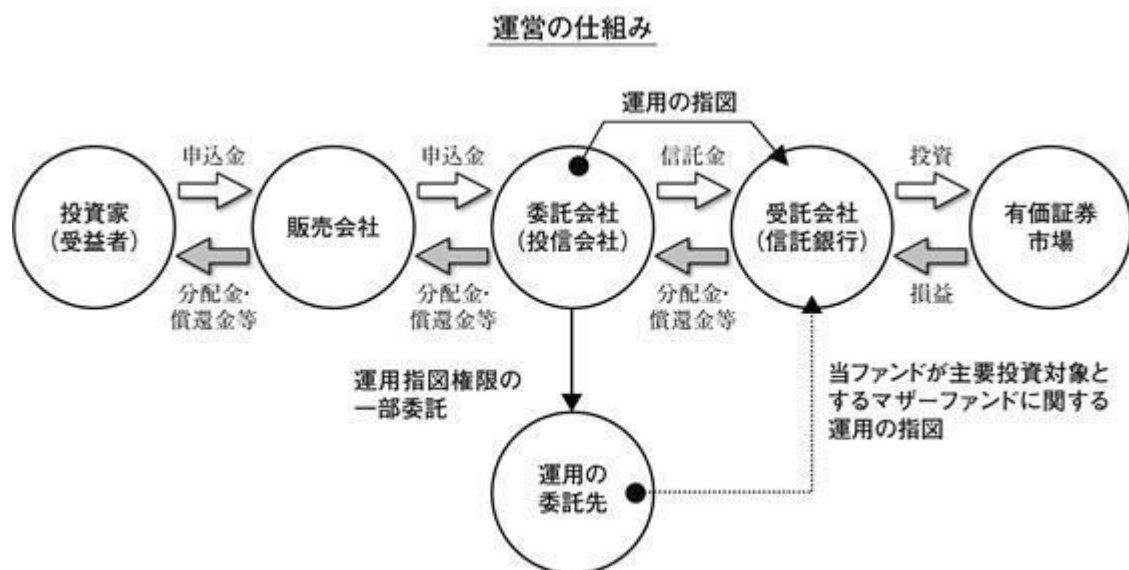 運営の仕組み
運用の指図
申込金
申込金
信託金
投資
投資家
（受益者）
販売会社
委託会社
（投信会社）
受託会社
（信託銀行）
有価証券
市場
分配金・
償還金等
分配金・
償還金等
分配金・
償還金等
損益
運用指図権限の
一部委託
当ファンドが主要投資対象と
するマザーファンドに関する
運用の指図
運用の
委託先